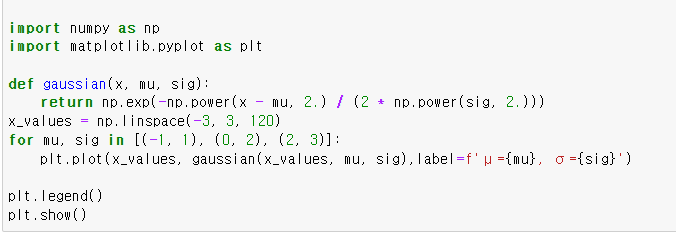 import numpy as np
import matplotlib.pyplot as plt
def gaussian(x, mu, sig):
return np.exp(-np.power(x - mu, 2.) / (2 * np.power(sig, 2.)))
x_values = np.linspace(-3, 3, 120)
for mu, sig in [(-1, 1), (0, 2), (2, 3)]:
plt.plot(x_values, gaussian(x_values, mu, sig),label=f'μ={mu}, σ={sig}')
plt.legend()
plt.show()